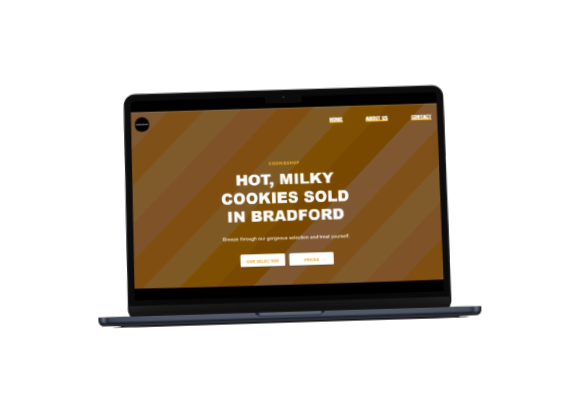 HOME
ABOUT US
CONTACT
COOKIESHOP
HOT, MILKY
COOKIES SOLD
IN BRADFORD
Browse through our gorgeous selection and treat yourself.
OUR SELECTION
PRICES